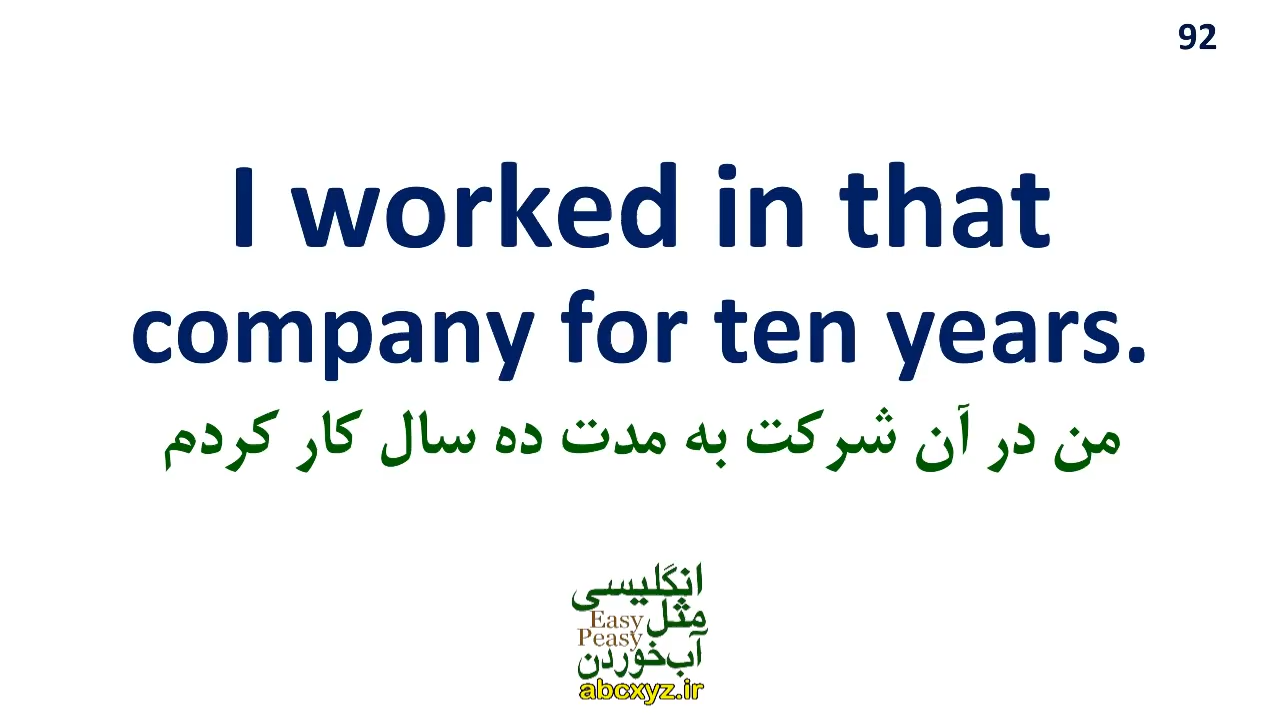 92
I worked in that
company for ten years.
من در آن شرکت به مدت ده سال کار کردم
انگلیسی
مثل
Easy
Peasy
آب‌خوردن
abcxyz.ir